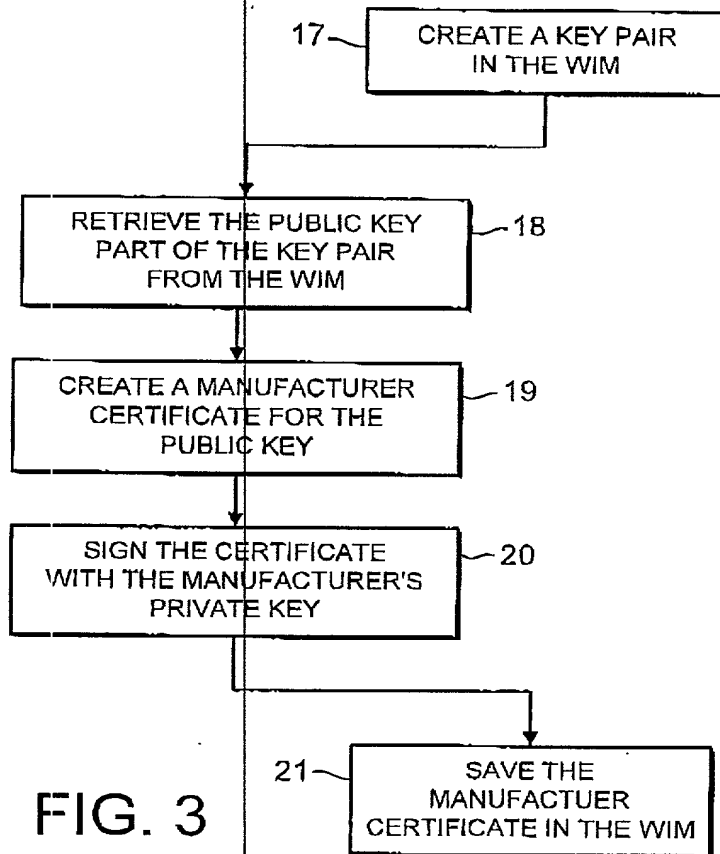 17
CREATE A KEY PAIR
IN THE WIM
RETRIEVE THE PUBLIC KEY
PART OF THE KEY PAIR
FROM THE WIM
18
CREATE A MANUFACTURER
CERTIFICATE FOR THE
PUBLIC KEY
19
SIGN THE CERTIFICATE
WITH THE MANUFACTURER'S
PRIVATE KEY
20
21
SAVE THE
MANUFACTUER
CERTIFICATE IN THE WIM
FIG. 3